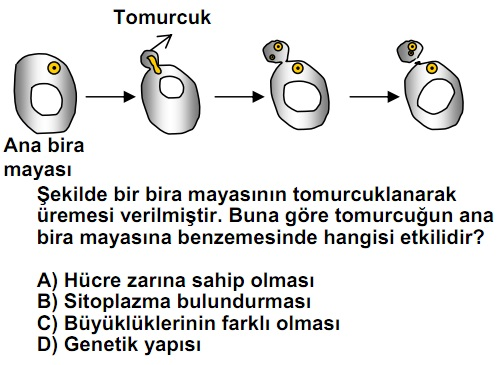 Tomurcuk
Ana bira
mayası
Şekilde bir bira mayasının tomurcuklanarak
üremesi verilmiştir. Buna göre tomurcuğun ana
bira mayasına benzemesinde hangisi etkilidir?
A) Hücre zarına sahip olması
B) Sitoplazma bulundurması
C) Büyüklüklerinin farklı olması
D) Genetik yapısı